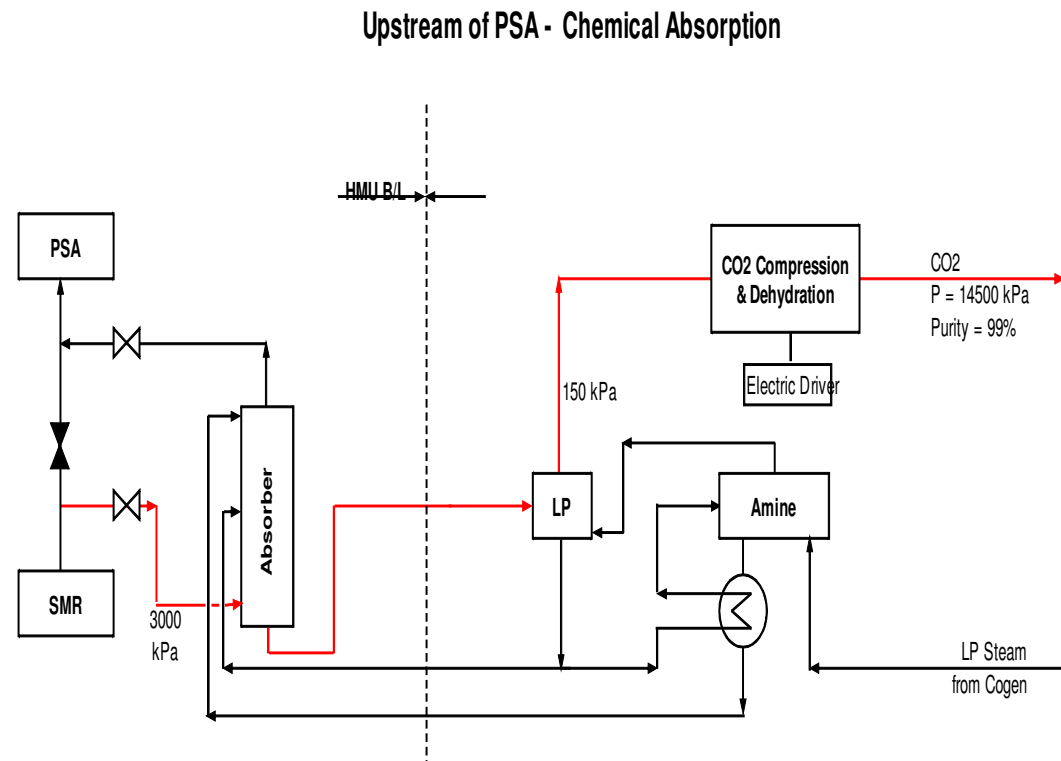 Upstream of PSA - Chemical Absorption
HMU B/L
PSA
CO2 Compression
& Dehydration
CO2
P = 14500 kPa
Purity = 99%
Electric Driver
150 kPa
Absorber
LP
Amine
SMR
3000
kPa
LP Steam
from Cogen